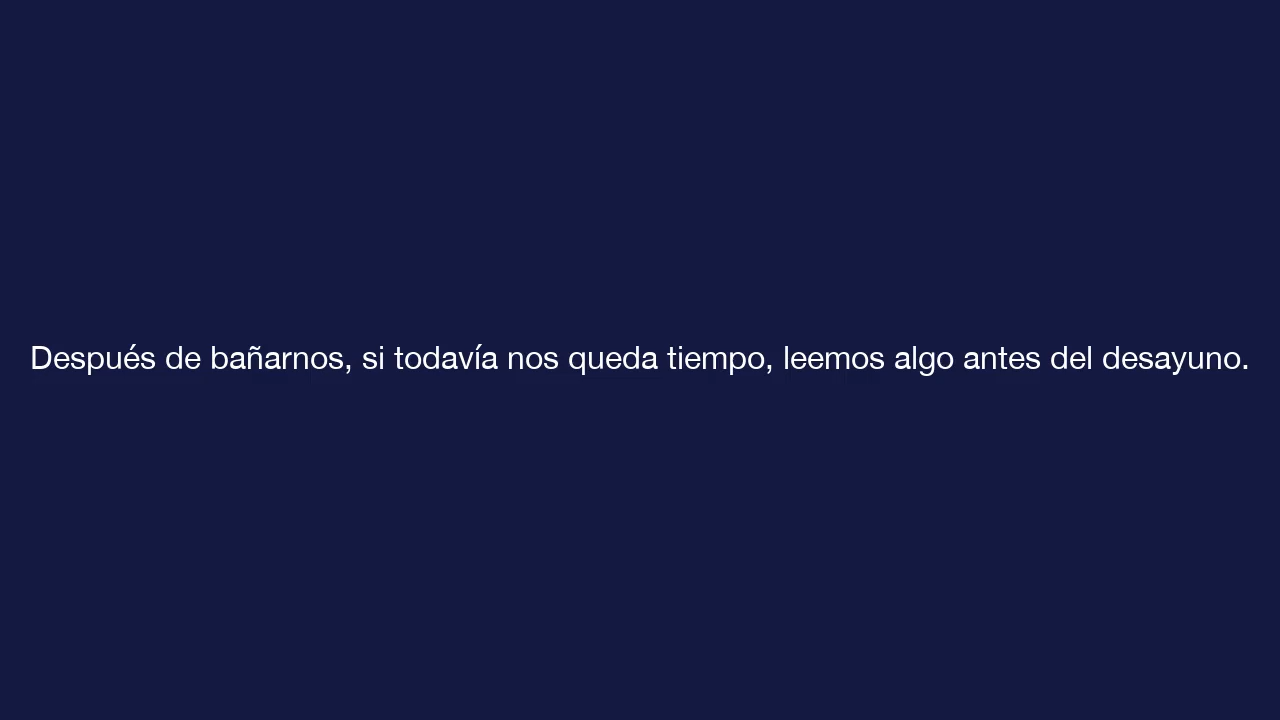 Después de bañarnos, si todavía nos queda tiempo, leemos algo antes del desayuno.